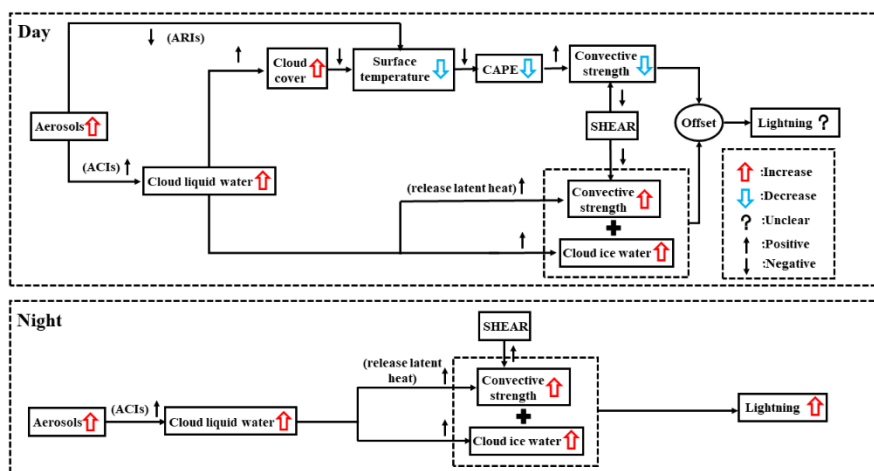 Day
(ARIs)
Cloud
cover
Surface
temperature
CAPE
Convective
strength
Aerosols
SHEAR
Offset
Lightning ?
(ACIs)
Cloud liquid water
(release latent heat)
Convective
strength
Cloud ice water
:Increase
:Decrease
? :Unclear
:Positive
:Negative
Night
SHEAR
(release latent
heat)
Convective
strength
Aerosols
(ACIs)
Cloud liquid water
Lightning
Cloud ice water